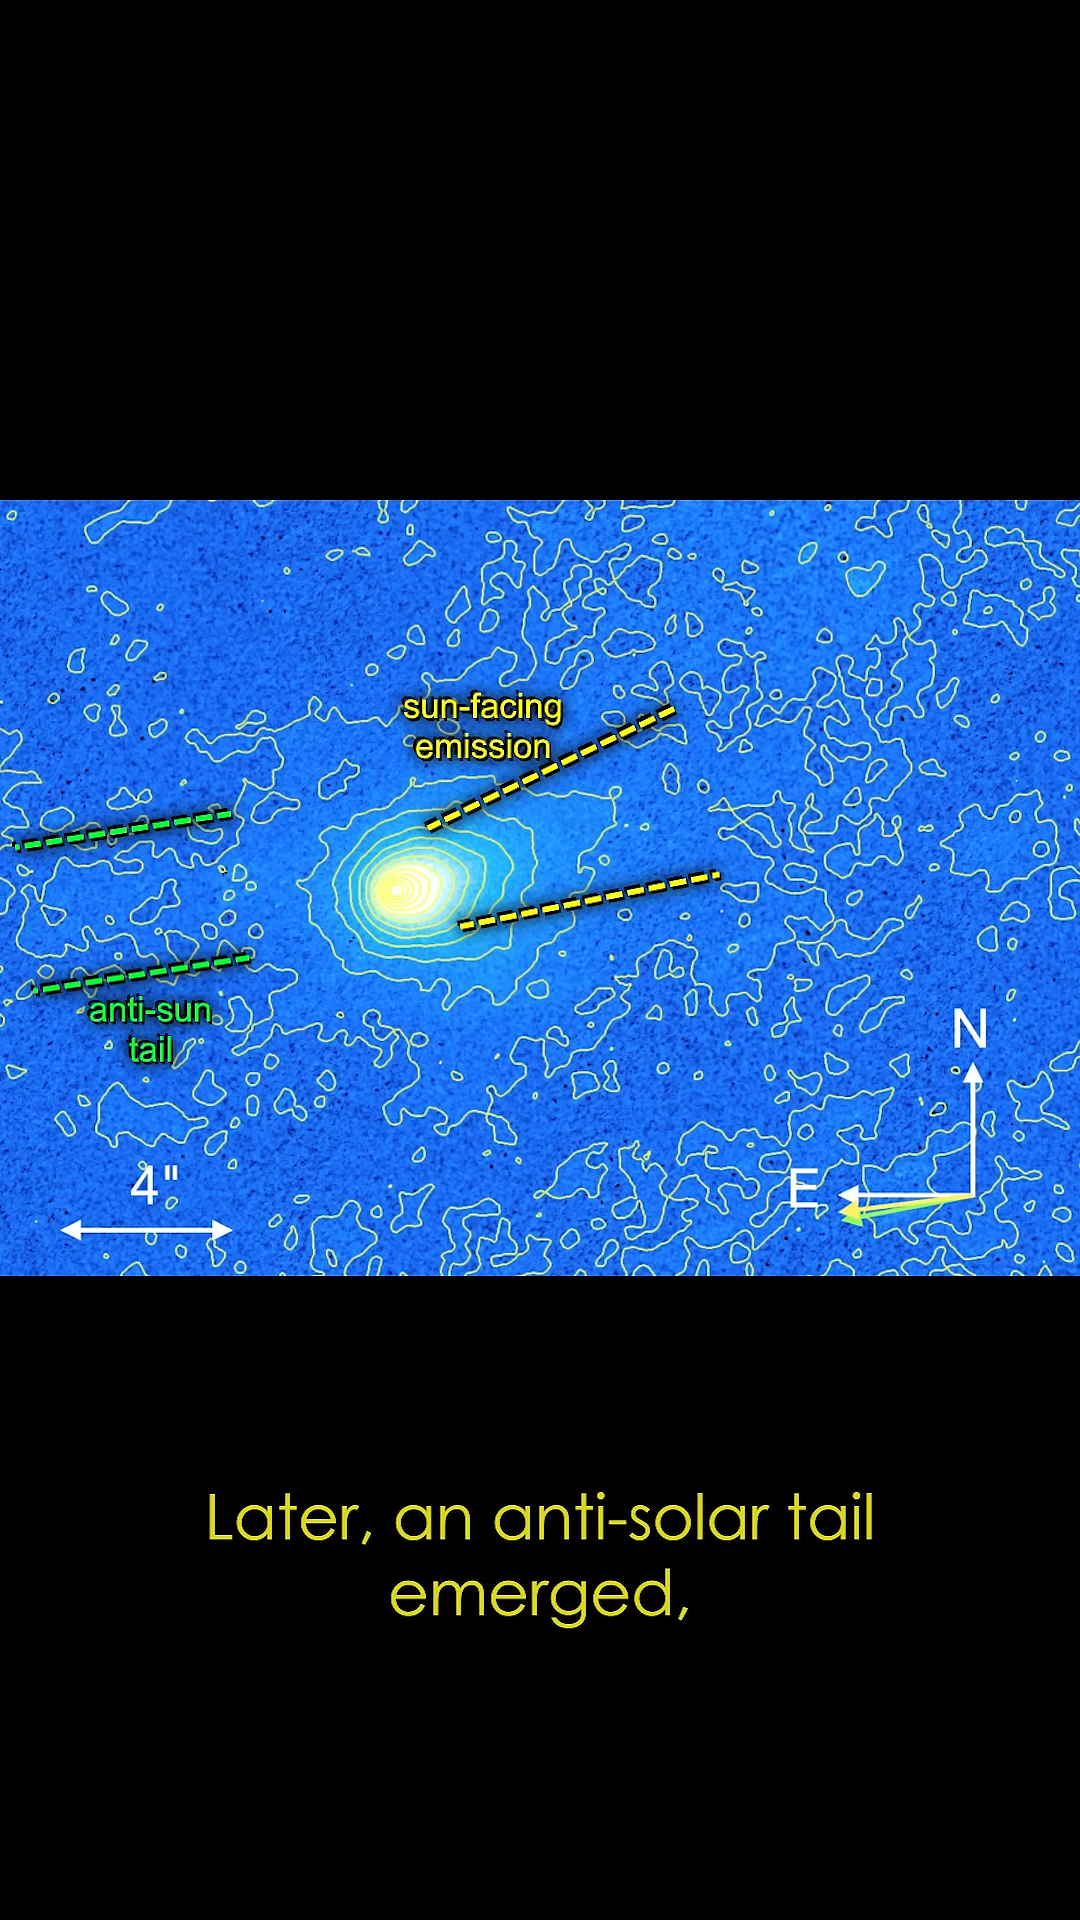 sun-facing
emission
anti-sun
tail
N
4"
E
Later, an anti-solar tail
emerged,